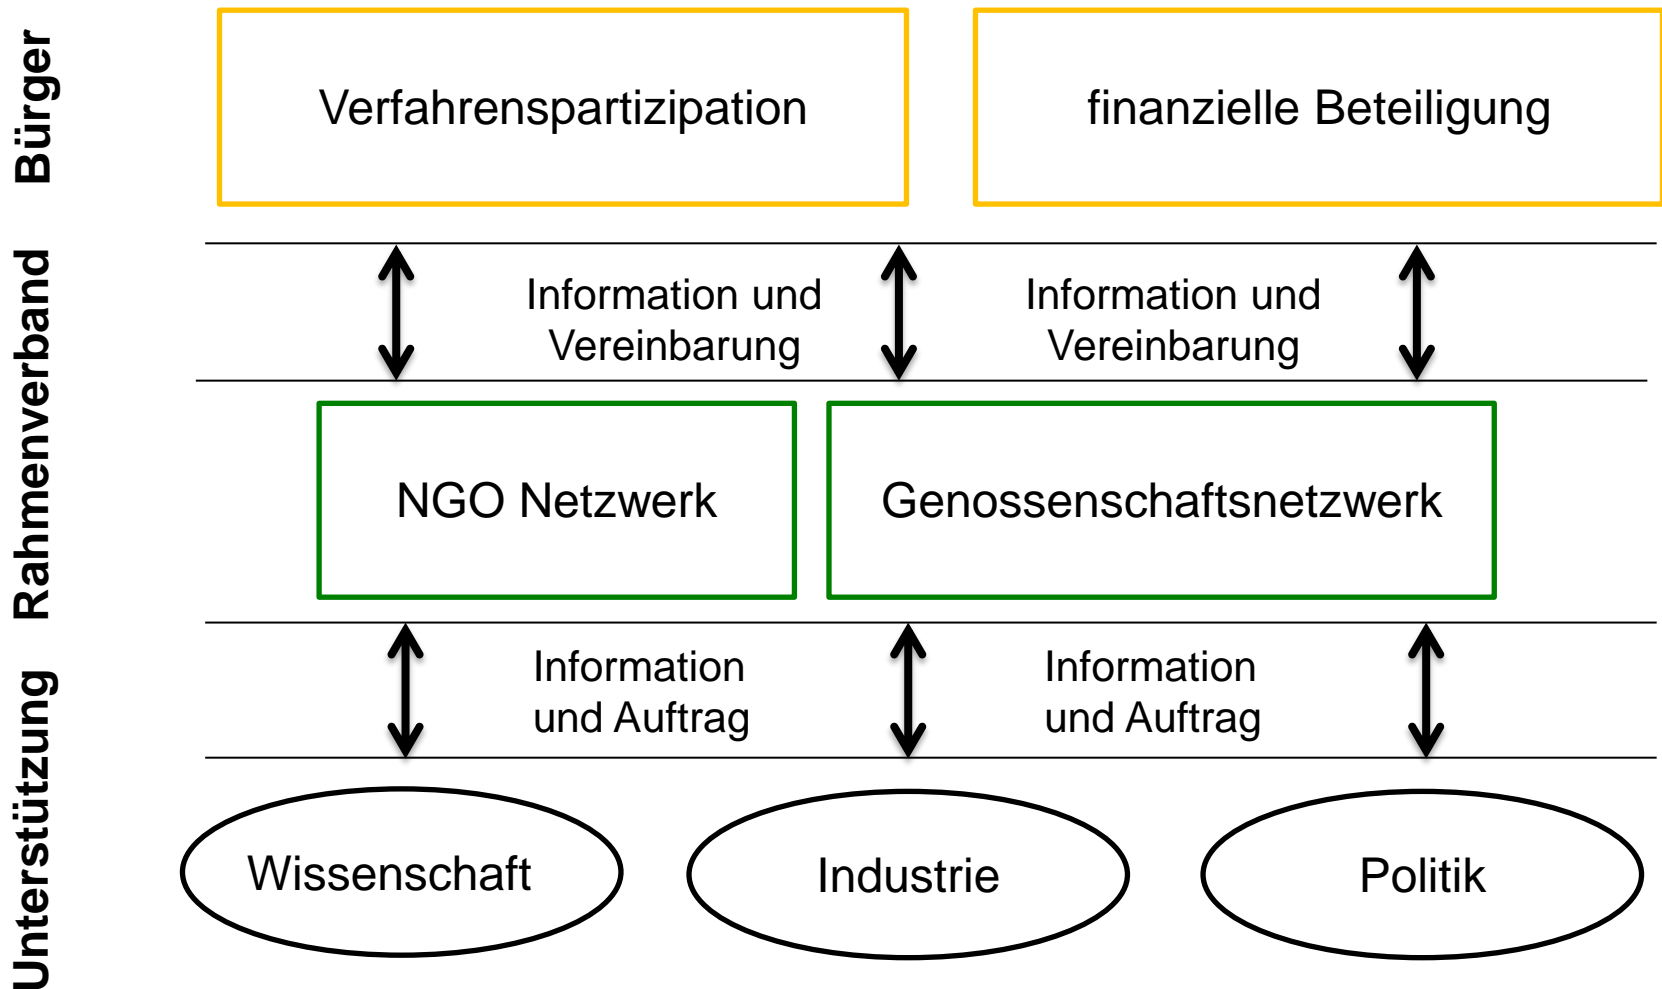 Bürger
Verfahrenspartizipation
finanzielle Beteiligung
Rahmenverband
Information und
Vereinbarung
Information und
Vereinbarung
NGO Netzwerk
Genossenschaftsnetzwerk
Unterstützung
Information
und Auftrag
Information
und Auftrag
Wissenschaft
Industrie
Politik